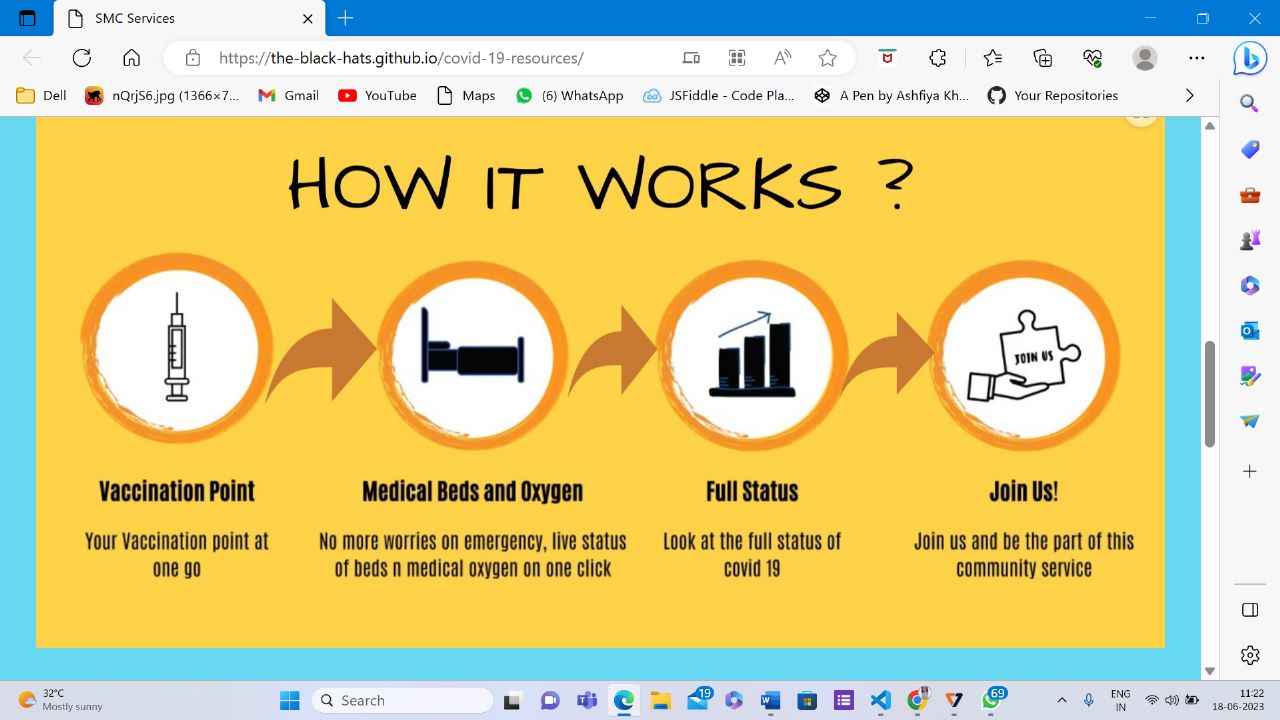 SMC Services
https://the-black-hats.github.io/covid-19-resources/
Dell
nQrjS6.jpg (1366×7...
Gmail
YouTube
Maps
(6) WhatsApp
JSFiddle - Code Pla...
A Pen by Ashfiya Kh...
Your Repositories
HOW IT WORKS ?
JOIN US
Vaccination Point
Medical Beds and Oxygen
Full Status
Join Us!
Your Vaccination point at
one go
No more worries on emergency, live status
of beds n medical oxygen on one click
Look at the full status of
covid 19
Join us and be the part of this
community service
32°C
Mostly sunny
Search
19
69
ENG
IN
11:22
18-06-2023